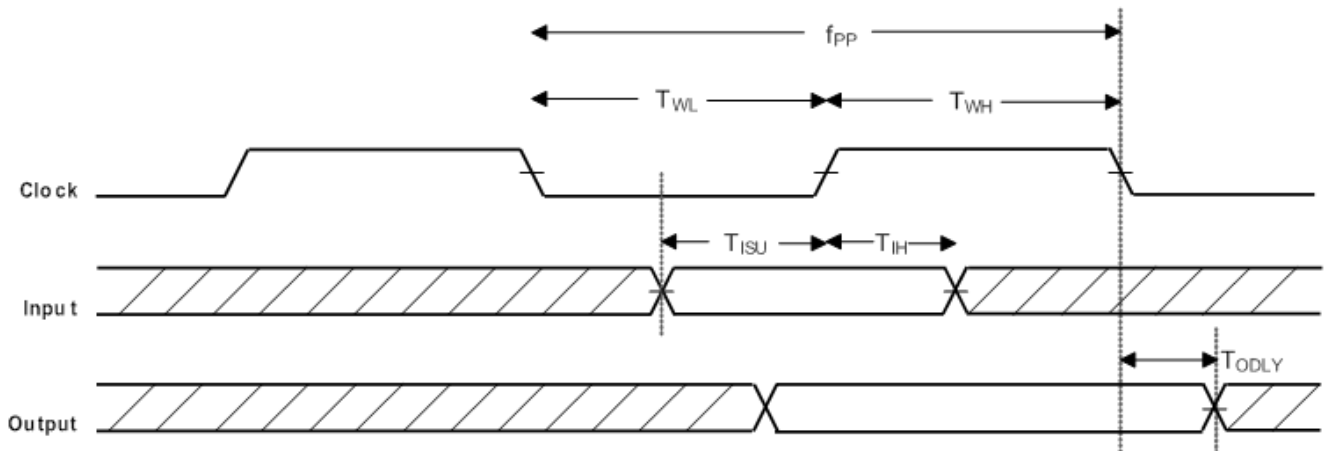 fPP
TWL TWH
Clock
TISU TIH
Input
TODLY
Output